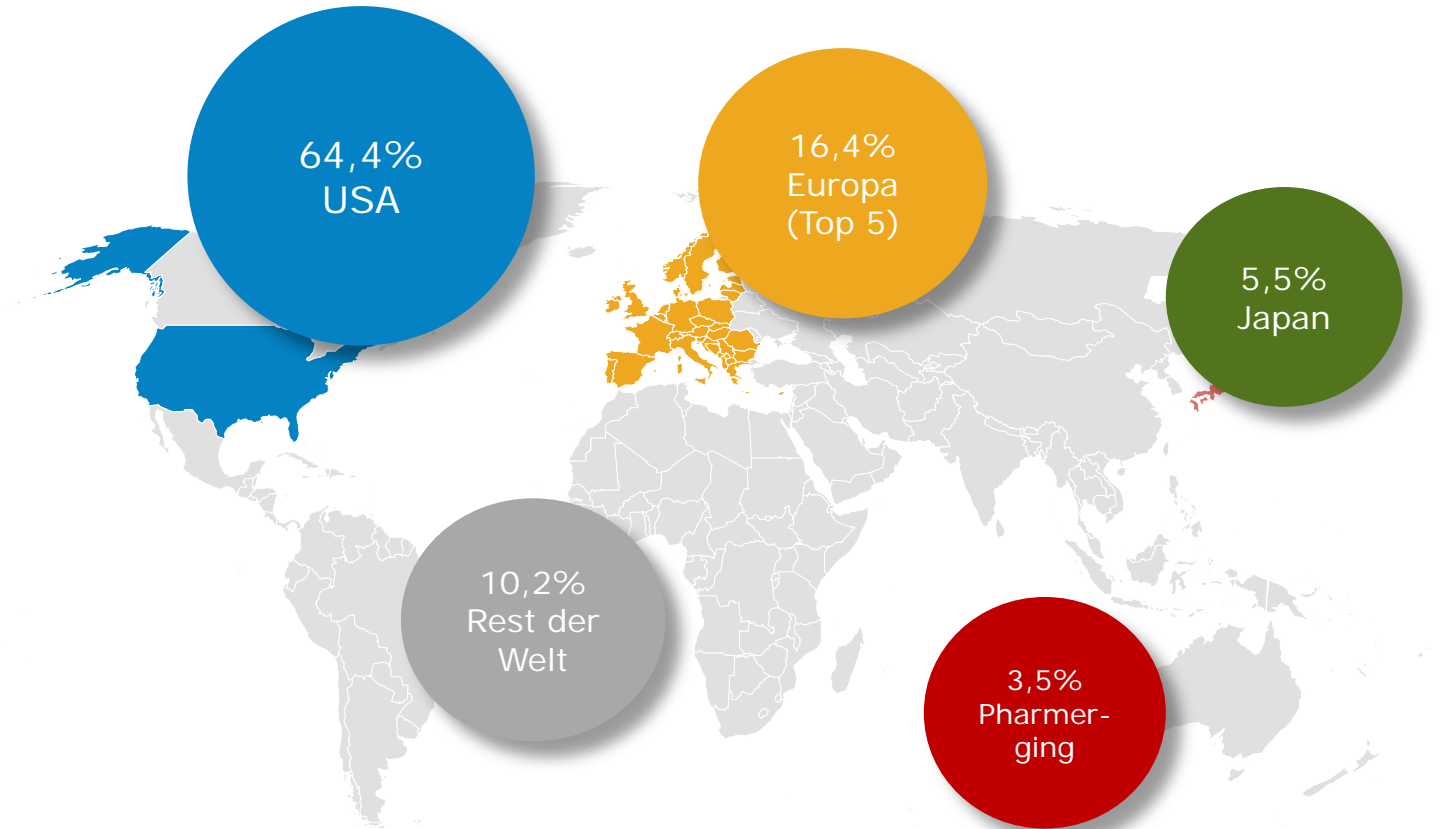 64,4%
USA
16,4%
Europa
(Top 5)
5,5%
Japan
10,2%
Rest der
Welt
3,5%
Pharmer-
ging